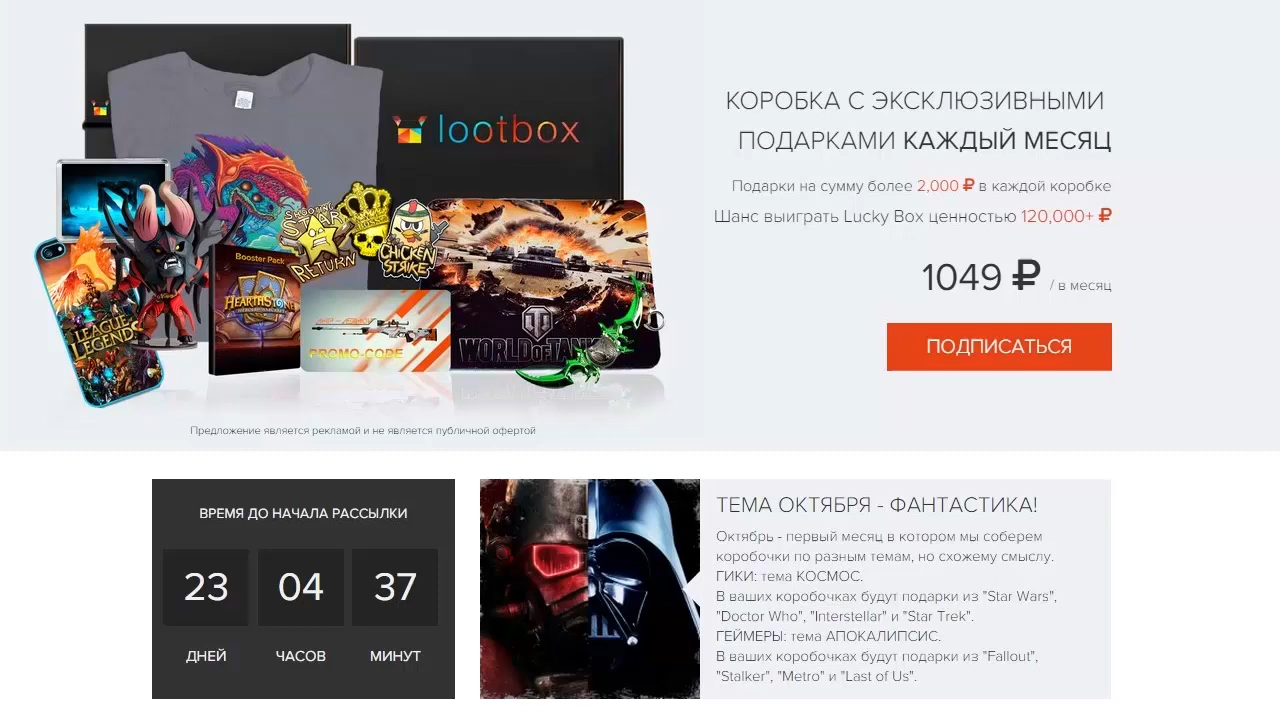 lootbox
SHOOTING
STAR
RETURN
CHICKEN
STRIKE
Booster Pack
HEARTHSTONE
LEAGUE
LEGENDS
PROMO-CODE
WORLD OF TANK
Предложение является рекламой и не является публичной офертой
КОРОБКА С ЭКСКЛЮЗИВНЫМИ
ПОДАРКАМИ КАЖДЫЙ МЕСЯЦ
Подарки на сумму более 2,000 ₽ в каждой коробке
Шанс выиграть Lucky Box ценностью 120,000+ ₽
1049 ₽ / в месяц
ПОДПИСАТЬСЯ
ВРЕМЯ ДО НАЧАЛА РАССЫЛКИ
23 04 37
ДНЕЙ ЧАСОВ МИНУТ
ТЕМА ОКТЯБРЯ - ФАНТАСТИКА!
Октябрь - первый месяц в котором мы соберем
коробочки по разным темам, но схожему смыслу.
ГИКИ: тема КОСМОС.
В ваших коробочках будут подарки из "Star Wars",
"Doctor Who", "Interstellar" и "Star Trek".
ГЕЙМЕРЫ: тема АПОКАЛИПСИС.
В ваших коробочках будут подарки из "Fallout",
"Stalker", "Metro" и "Last of Us".